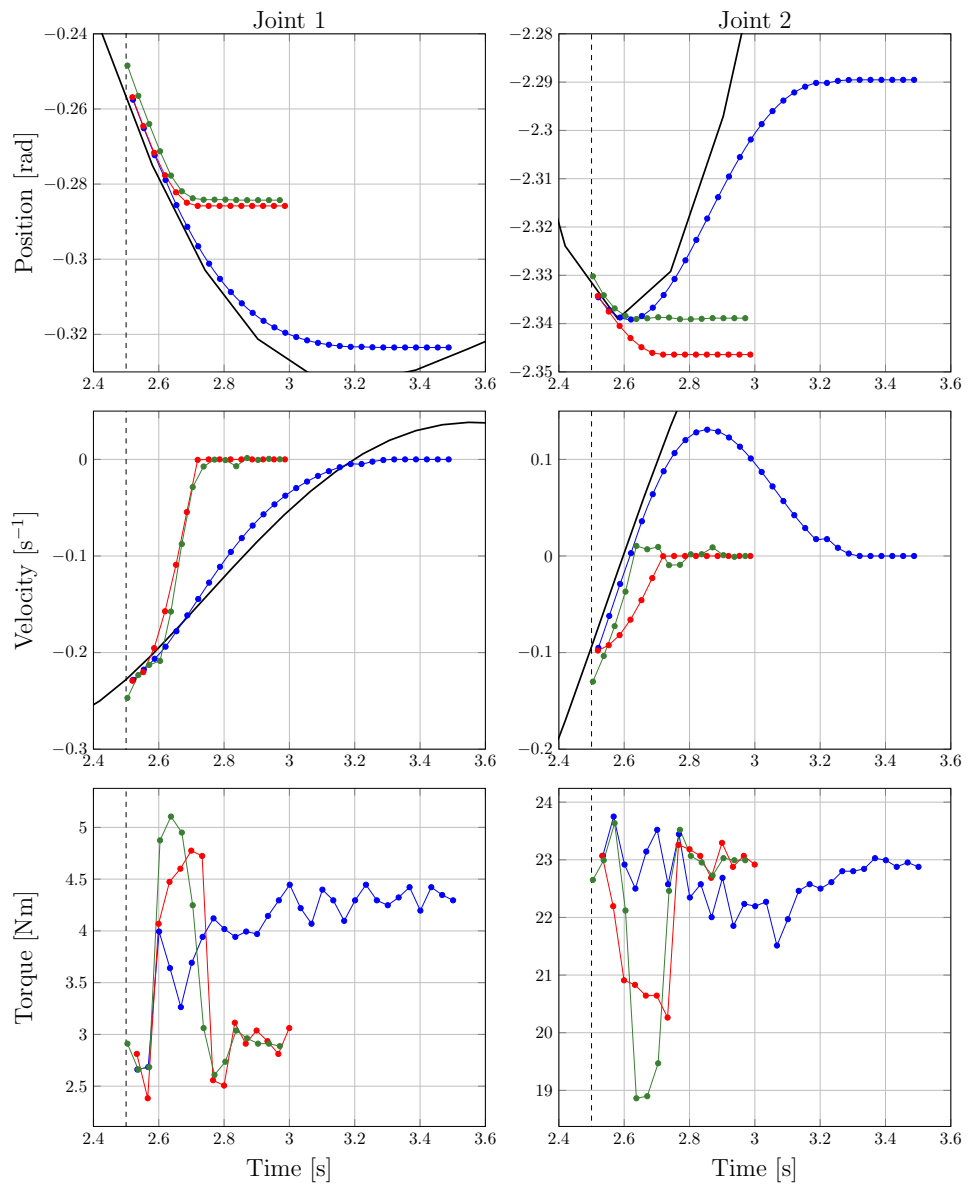 Joint 1
Joint 2
−0.24
−0.26
−0.28
−0.3
−0.32
Position [rad]
2.4 2.6 2.8 3 3.2 3.4 3.6
−2.28
−2.29
−2.3
−2.31
−2.32
−2.33
−2.34
−2.35
2.4 2.6 2.8 3 3.2 3.4 3.6
0
−0.1
−0.2
−0.3
Velocity [s⁻¹]
2.4 2.6 2.8 3 3.2 3.4 3.6
0.1
0
−0.1
−0.2
2.4 2.6 2.8 3 3.2 3.4 3.6
5
4.5
4
3.5
3
2.5
Torque [Nm]
2.4 2.6 2.8 3 3.2 3.4 3.6
Time [s]
24
23
22
21
20
19
2.4 2.6 2.8 3 3.2 3.4 3.6
Time [s]